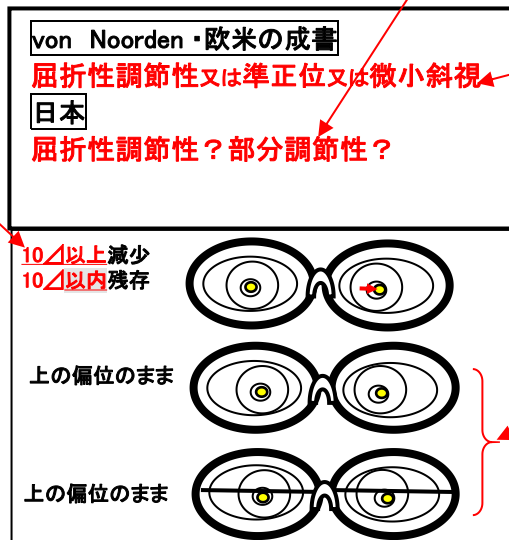 von Noorden・欧米の成書
屈折性調節性又は準正位又は微小斜視
日本
屈折性調節性？部分調節性？
10⊿以上減少
10⊿以内残存
上の偏位のまま
上の偏位のまま